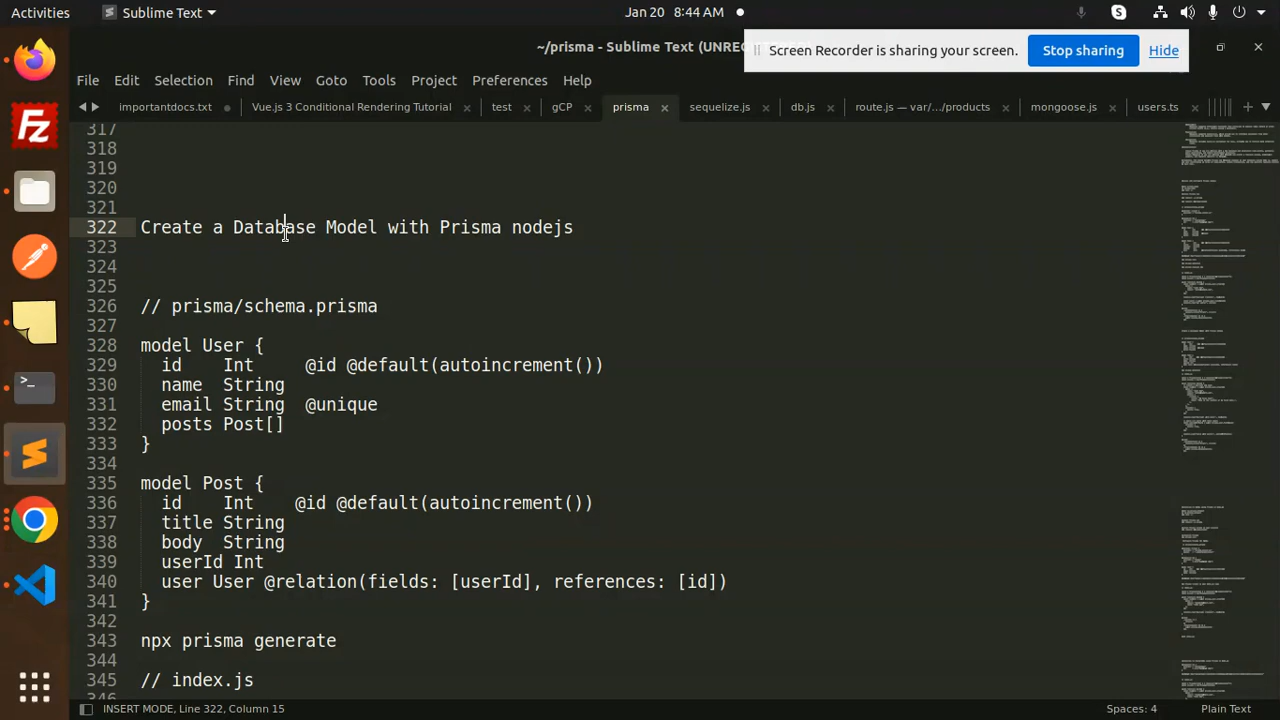 Activities
Sublime Text
Jan 20 8:44 AM
~/prisma - Sublime Text
Screen Recorder is sharing your screen.
Stop sharing
Hide
File Edit Selection Find View Goto Tools Project Preferences Help
importantdocs.txt
Vue.js 3 Conditional Rendering Tutorial
test
gCP
prisma
sequelize.js
db.js
route.js — var/.../products
mongoose.js
users.ts
317
318
319
320
321
322 Create a Database Model with Prisma nodejs
323
324
325
326 // prisma/schema.prisma
327
328 model User {
329 id Int @id @default(autoincrement())
330 name String
331 email String @unique
332 posts Post[]
333 }
334
335 model Post {
336 id Int @id @default(autoincrement())
337 title String
338 body String
339 userId Int
340 user User @relation(fields: [userId], references: [id])
341 }
342
343 npx prisma generate
344
345 // index.js
346
INSERT MODE, Line 322, Column 15
Spaces: 4
Plain Text